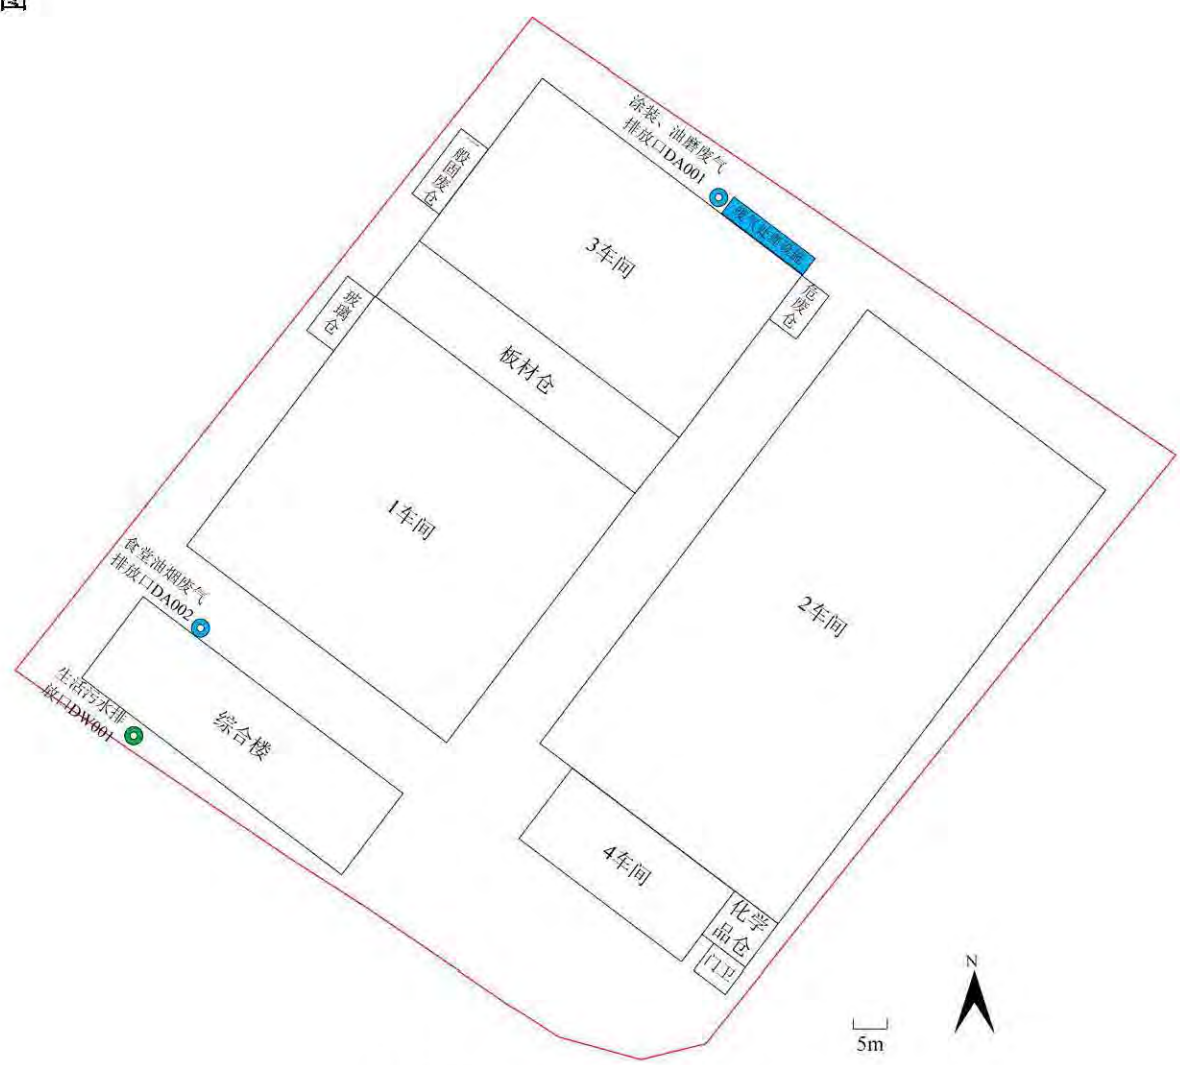 图
涂装、油磨废气
排放口DA001
废气处理设施
一般固废仓
3车间
危废仓
玻璃仓
板材仓
1车间
2车间
食堂油烟废气
排放口DA002
生活污水排
放口DW001
综合楼
4车间
化学
品仓
门卫
N
5m